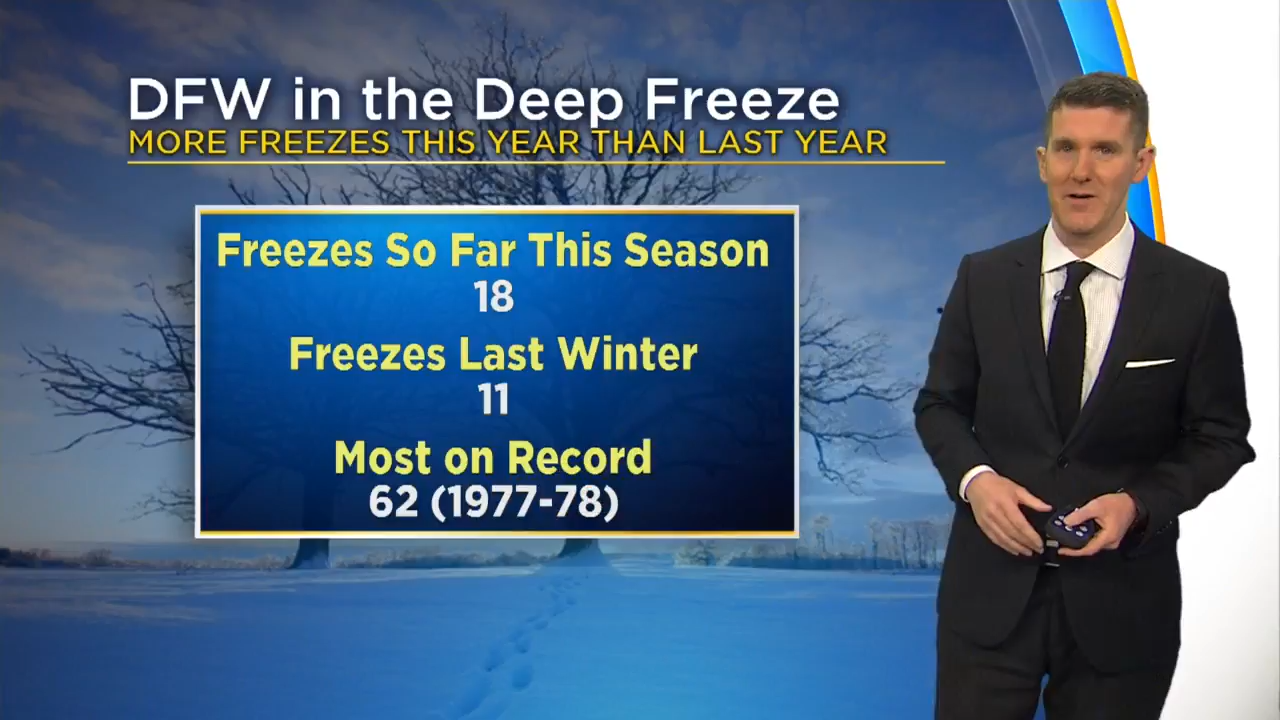 DFW in the Deep Freeze
MORE FREEZES THIS YEAR THAN LAST YEAR
Freezes So Far This Season
18
Freezes Last Winter
11
Most on Record
62 (1977-78)